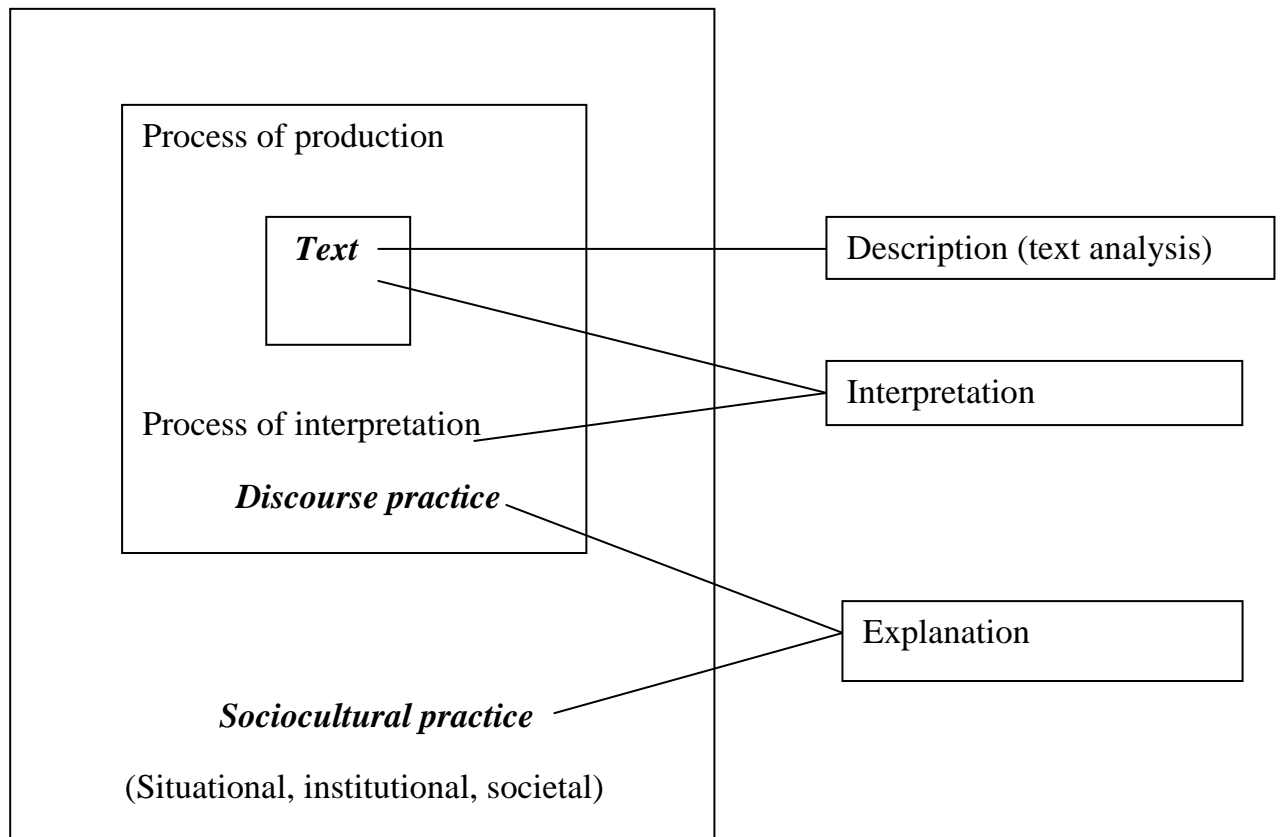 Process of production
Text
Description (text analysis)
Interpretation
Process of interpretation
Discourse practice
Explanation
Sociocultural practice
(Situational, institutional, societal)